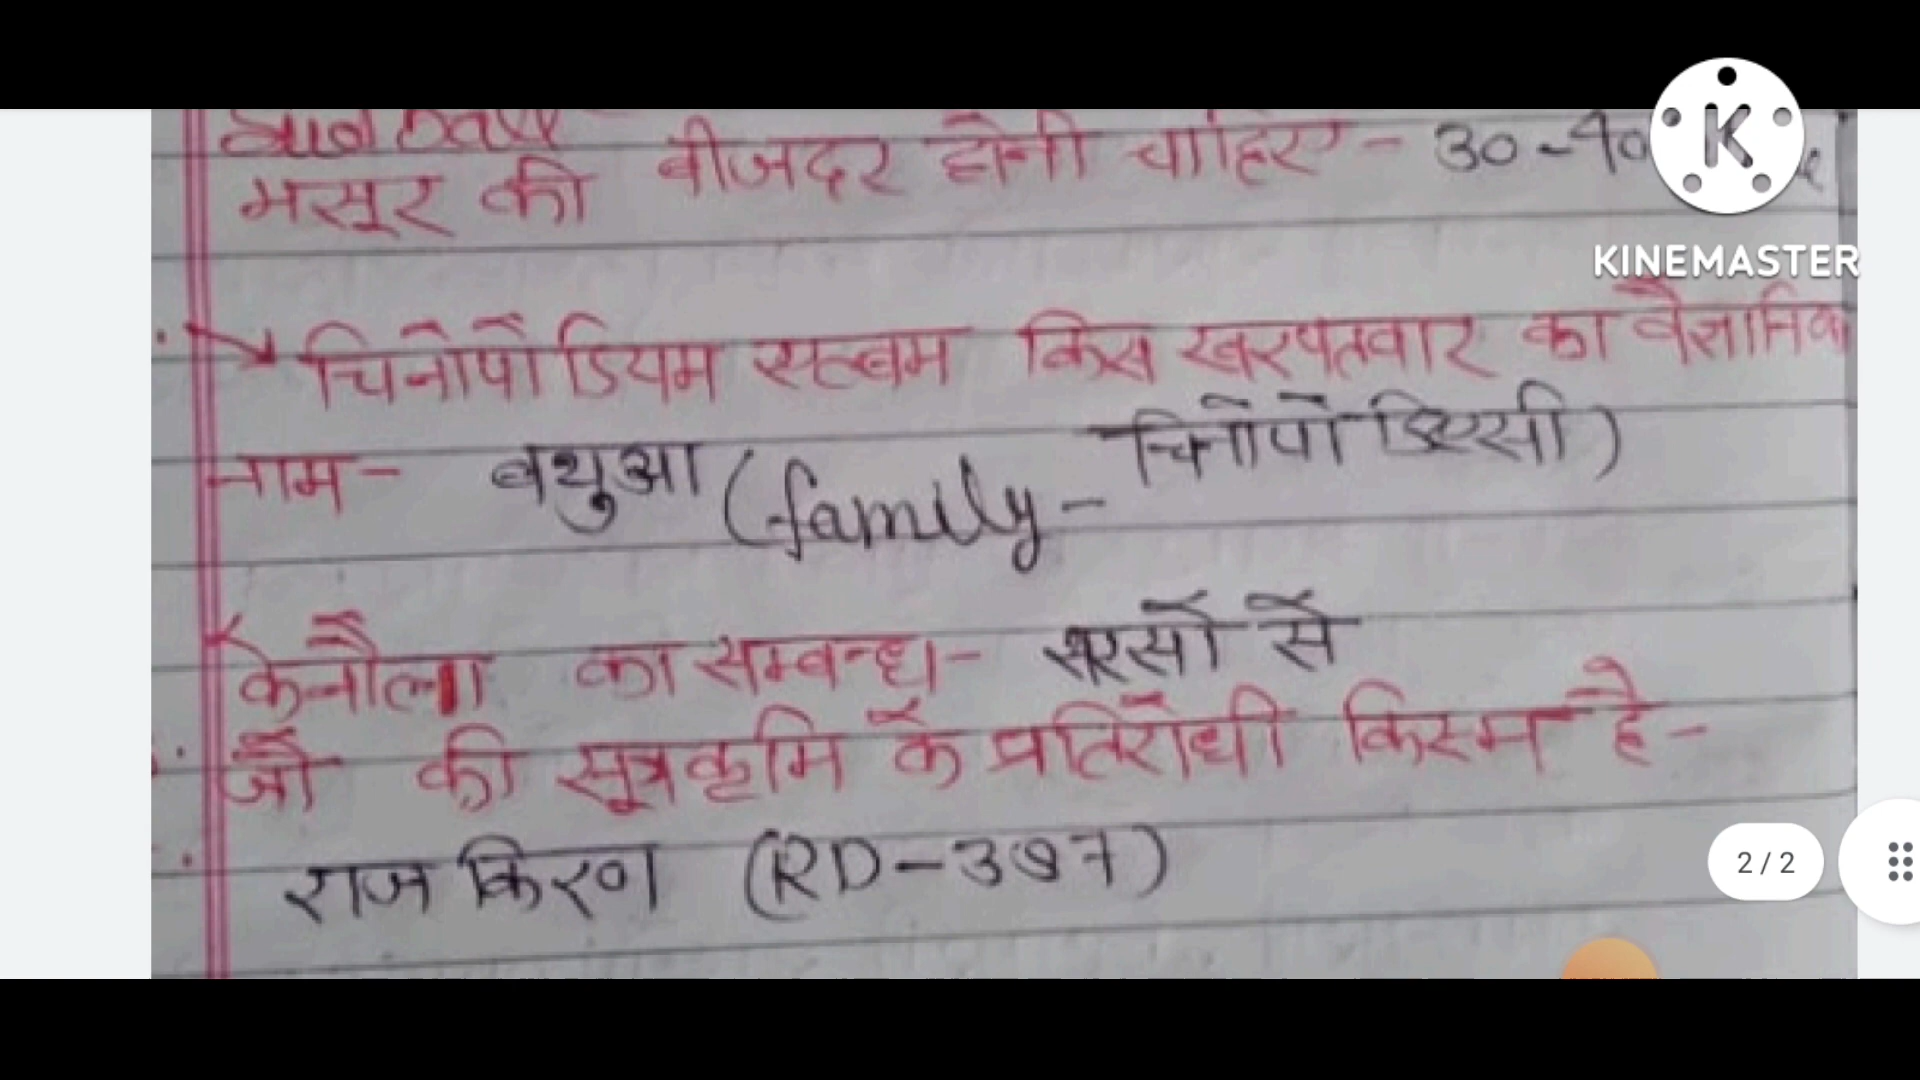 मसूर की बीजदर होनी चाहिए - 30-40
KINEMASTER
चिनोपोडियम एल्बम किस खरपतवार का वैज्ञानिक
नाम - बथुआ (family - चिनोपोडिएसी)
केनौला का सम्बन्ध - सरसों से
जौ की सूत्रकृमि के प्रतिरोधी किस्म है -
राज किरण (RD-387)
2/2